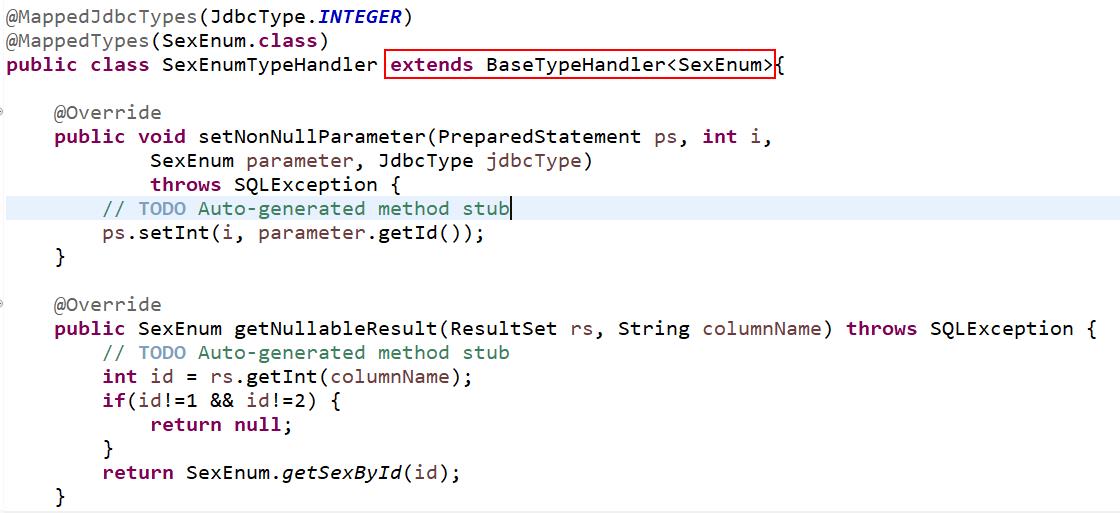 @MappedJdbcTypes(JdbcType.INTEGER)
@MappedTypes(SexEnum.class)
public class SexEnumTypeHandler extends BaseTypeHandler<SexEnum>{
@Override
public void setNonNullParameter(PreparedStatement ps, int i,
SexEnum parameter, JdbcType jdbcType)
throws SQLException {
// TODO Auto-generated method stub
ps.setInt(i, parameter.getId());
}
@Override
public SexEnum getNullableResult(ResultSet rs, String columnName) throws SQLException {
// TODO Auto-generated method stub
int id = rs.getInt(columnName);
if(id!=1 && id!=2) {
return null;
}
return SexEnum.getSexById(id);
}